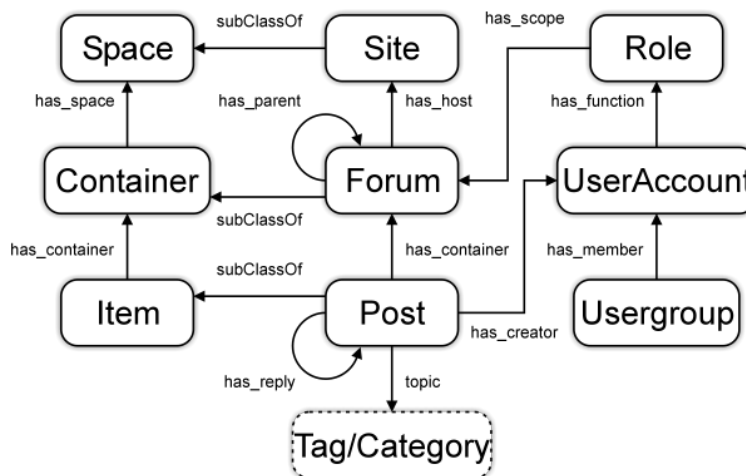 subClassOf
has_scope
Space
Site
Role
has_space
has_parent
has_host
has_function
Container
Forum
UserAccount
subClassOf
has_container
subClassOf
has_container
has_member
Item
Post
Usergroup
has_creator
has_reply
topic
Tag/Category